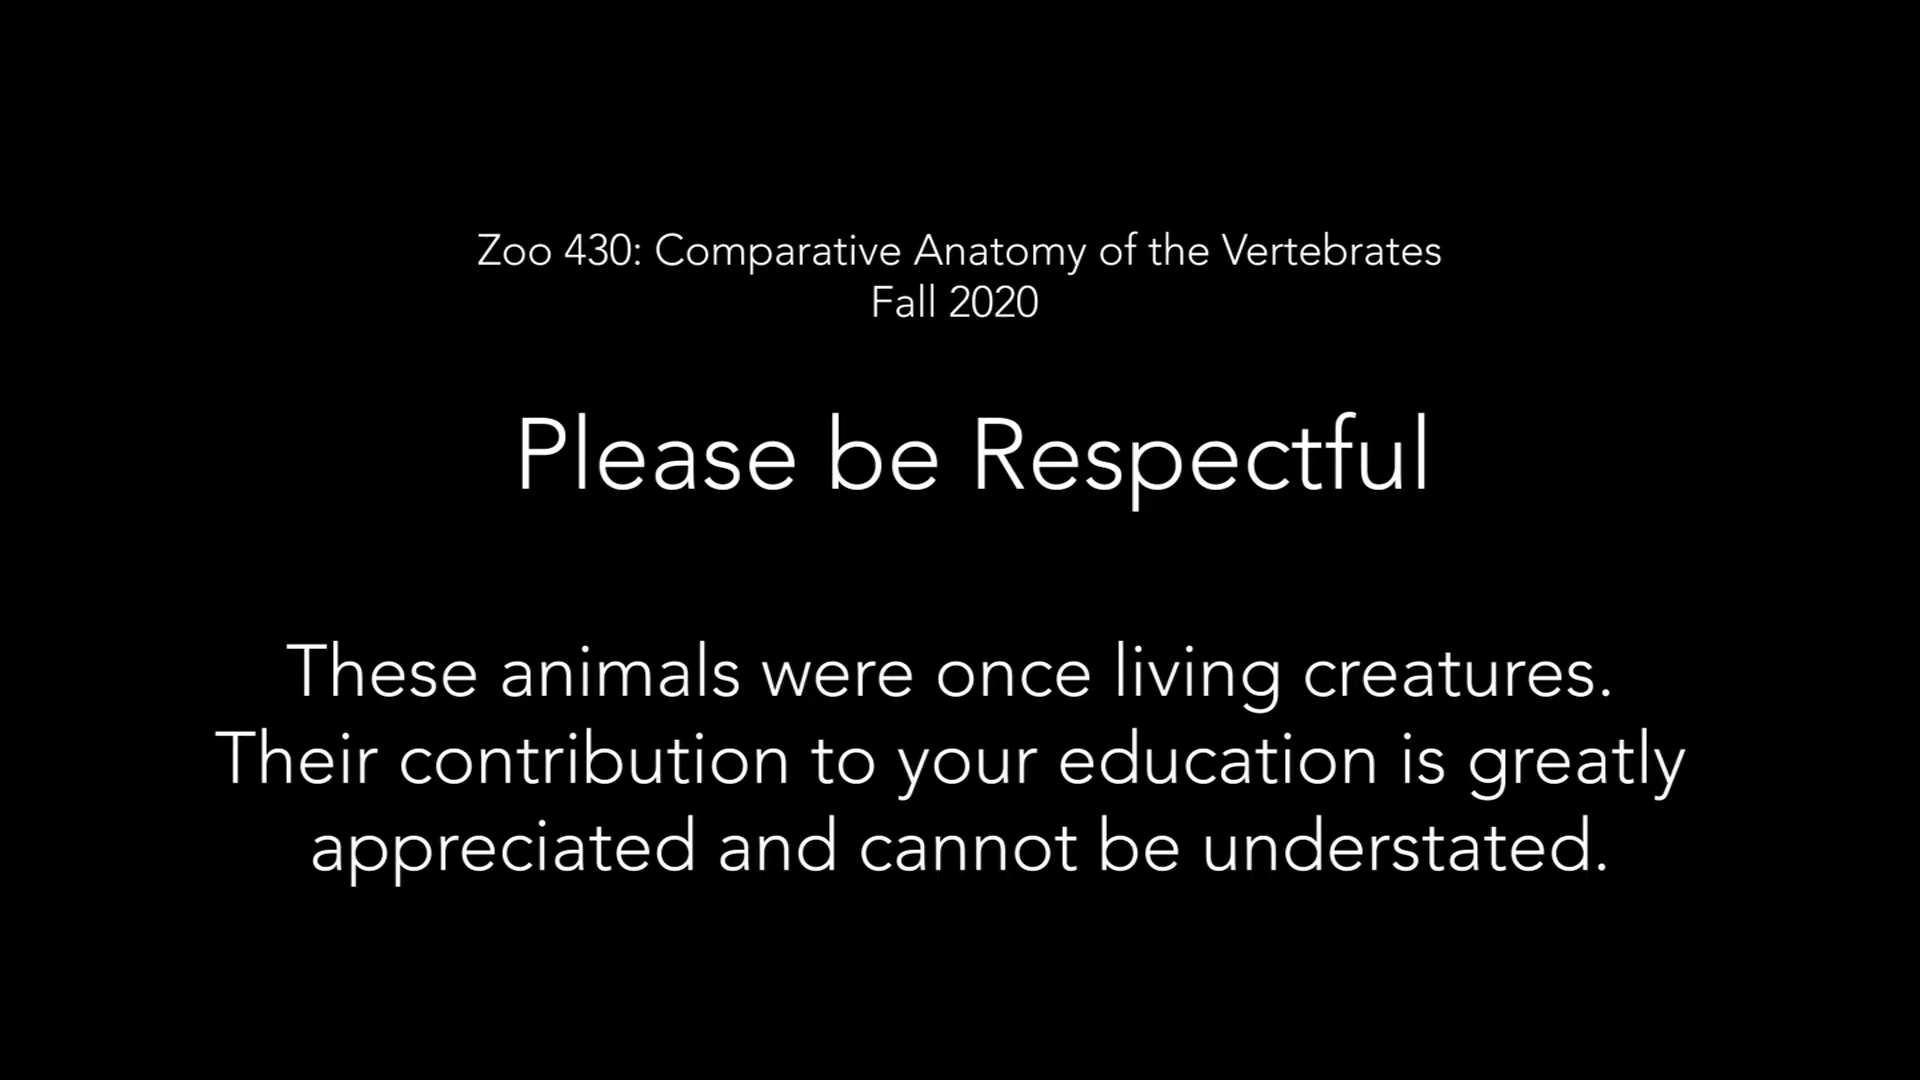 Zoo 430: Comparative Anatomy of the Vertebrates
Fall 2020
Please be Respectful
These animals were once living creatures.
Their contribution to your education is greatly
appreciated and cannot be understated.